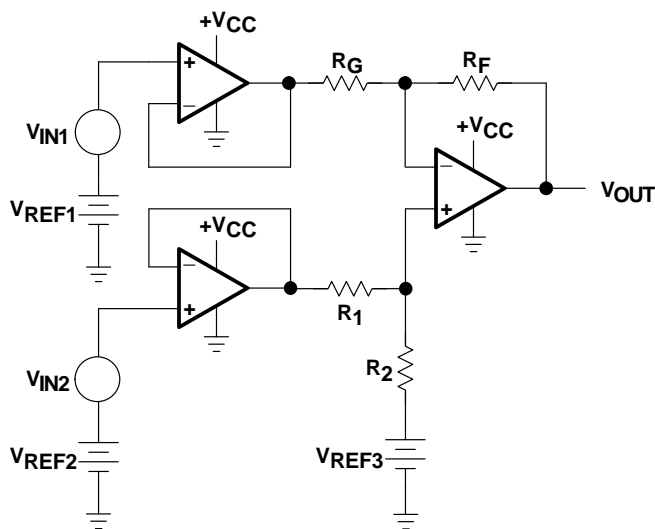 +VCC
RG
RF
+
−
VIN1
+VCC
−
+
VOUT
VREF1
+VCC
−
+
R1
R2
VIN2
VREF2
VREF3